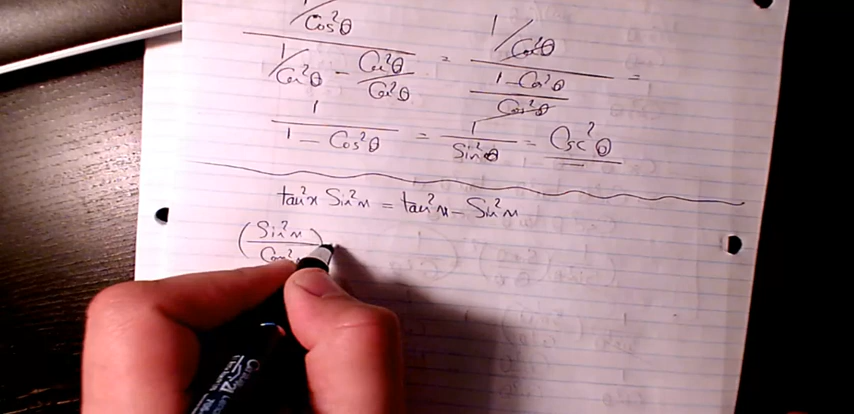 1/Cos²θ / (1/Cos²θ - Cos²θ/Cos²θ) = 1/Cos²θ / ((1-Cos²θ)/Cos²θ) =
1/(1 - Cos²θ) = 1/Sin²θ = Csc²θ
tan²x Sin²x = tan²x - Sin²x
(Sin²x/Cos²x)